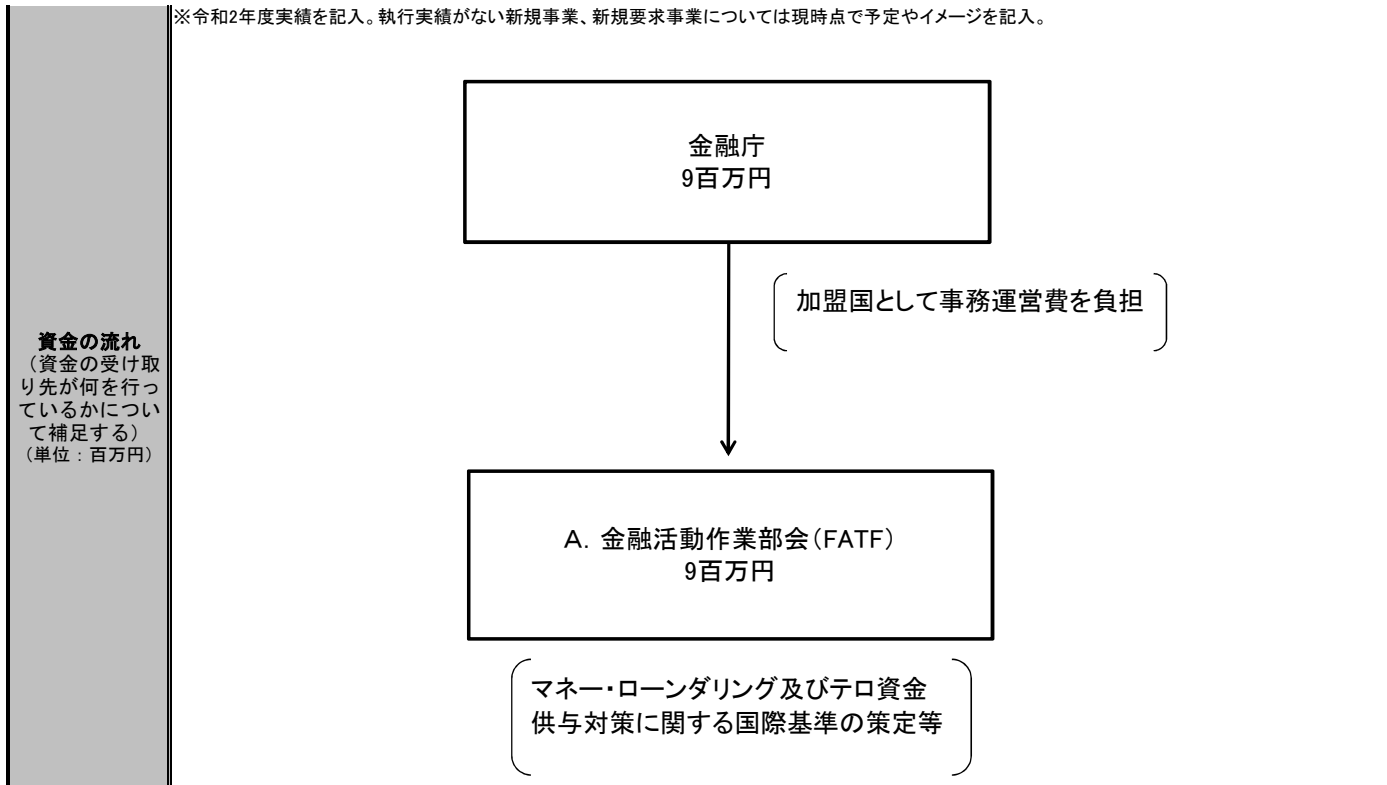 ※令和2年度実績を記入。執行実績がない新規事業、新規要求事業については現時点で予定やイメージを記入。
金融庁
9百万円
加盟国として事務運営費を負担
資金の流れ
（資金の受け取
り先が何を行っ
ているかについ
て補足する）
（単位：百万円）
A．金融活動作業部会（FATF）
9百万円
マネー・ローンダリング及びテロ資金
供与対策に関する国際基準の策定等